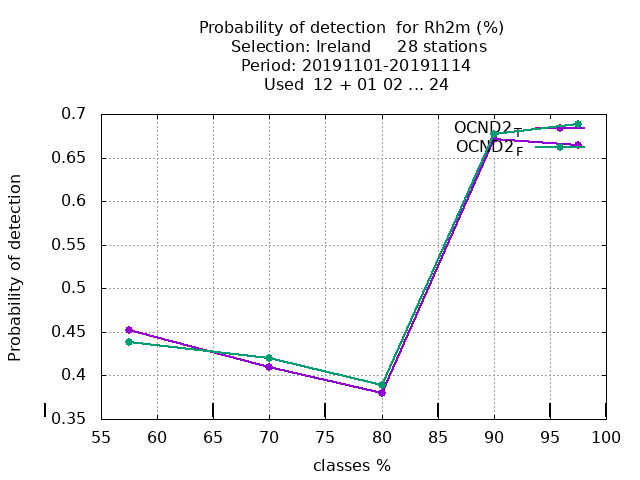 Probability of detection  for Rh2m (%)
Selection: Ireland     28 stations
Period: 20191101-20191114
Used  12 + 01 02 ... 24
Probability of detection
0.7
0.65
0.6
0.55
0.5
0.45
0.4
0.35
OCND2_T
OCND2_F
55 60 65 70 75 80 85 90 95 100
classes %